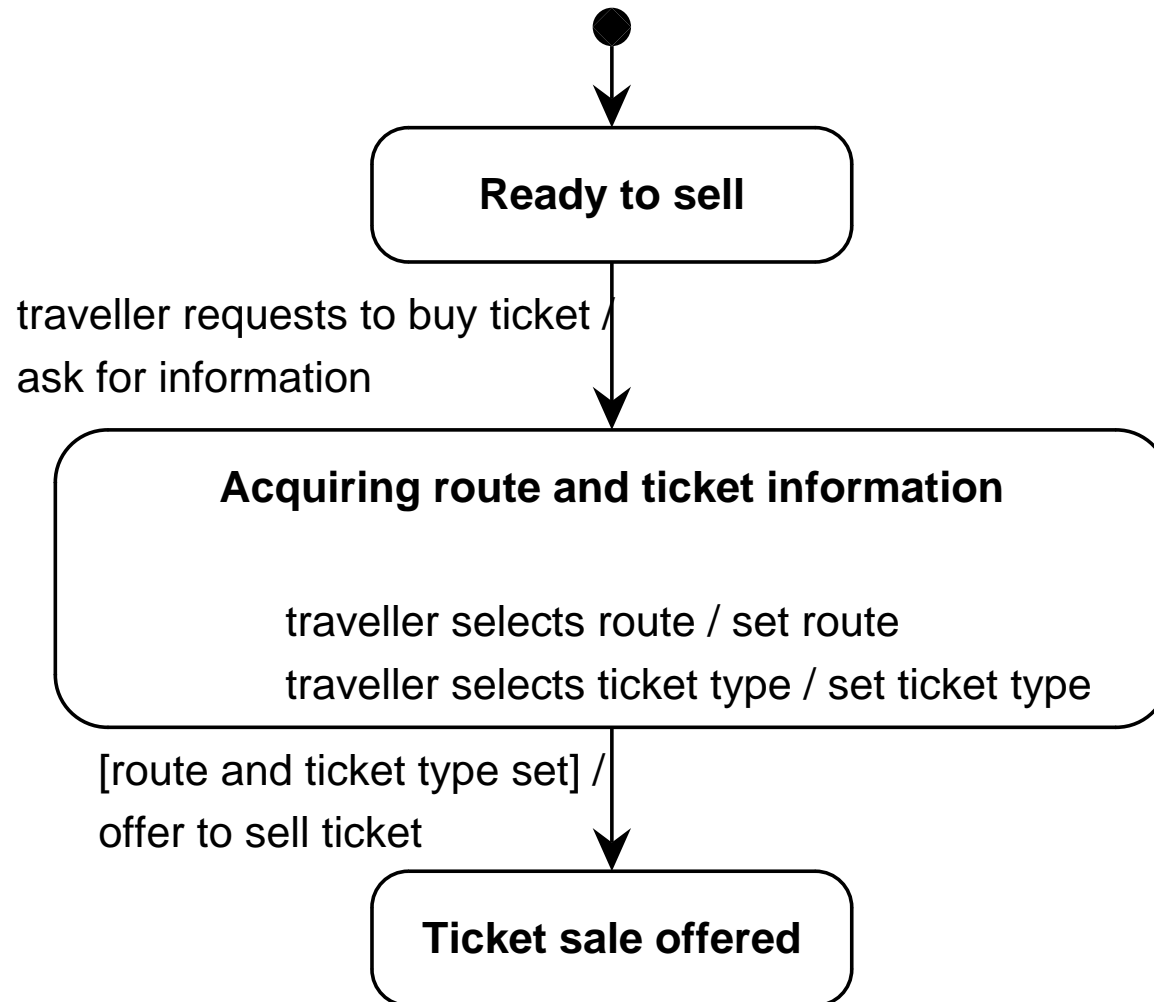 Ready to sell
traveller requests to buy ticket /
ask for information
Acquiring route and ticket information
traveller selects route / set route
traveller selects ticket type / set ticket type
[route and ticket type set] /
offer to sell ticket
Ticket sale offered